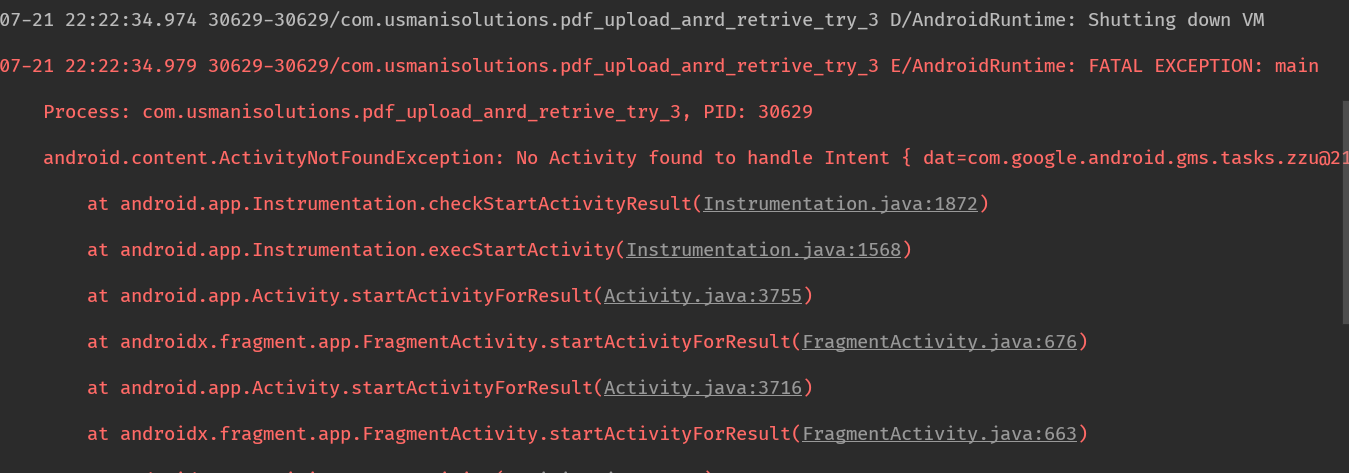 07-21 22:22:34.974 30629-30629/com.usmanisolutions.pdf_upload_anrd_retrive_try_3 D/AndroidRuntime: Shutting down VM
07-21 22:22:34.979 30629-30629/com.usmanisolutions.pdf_upload_anrd_retrive_try_3 E/AndroidRuntime: FATAL EXCEPTION: main
Process: com.usmanisolutions.pdf_upload_anrd_retrive_try_3, PID: 30629
android.content.ActivityNotFoundException: No Activity found to handle Intent { dat=com.google.android.gms.tasks.zzu@21
at android.app.Instrumentation.checkStartActivityResult(Instrumentation.java:1872)
at android.app.Instrumentation.execStartActivity(Instrumentation.java:1568)
at android.app.Activity.startActivityForResult(Activity.java:3755)
at androidx.fragment.app.FragmentActivity.startActivityForResult(FragmentActivity.java:676)
at android.app.Activity.startActivityForResult(Activity.java:3716)
at androidx.fragment.app.FragmentActivity.startActivityForResult(FragmentActivity.java:663)